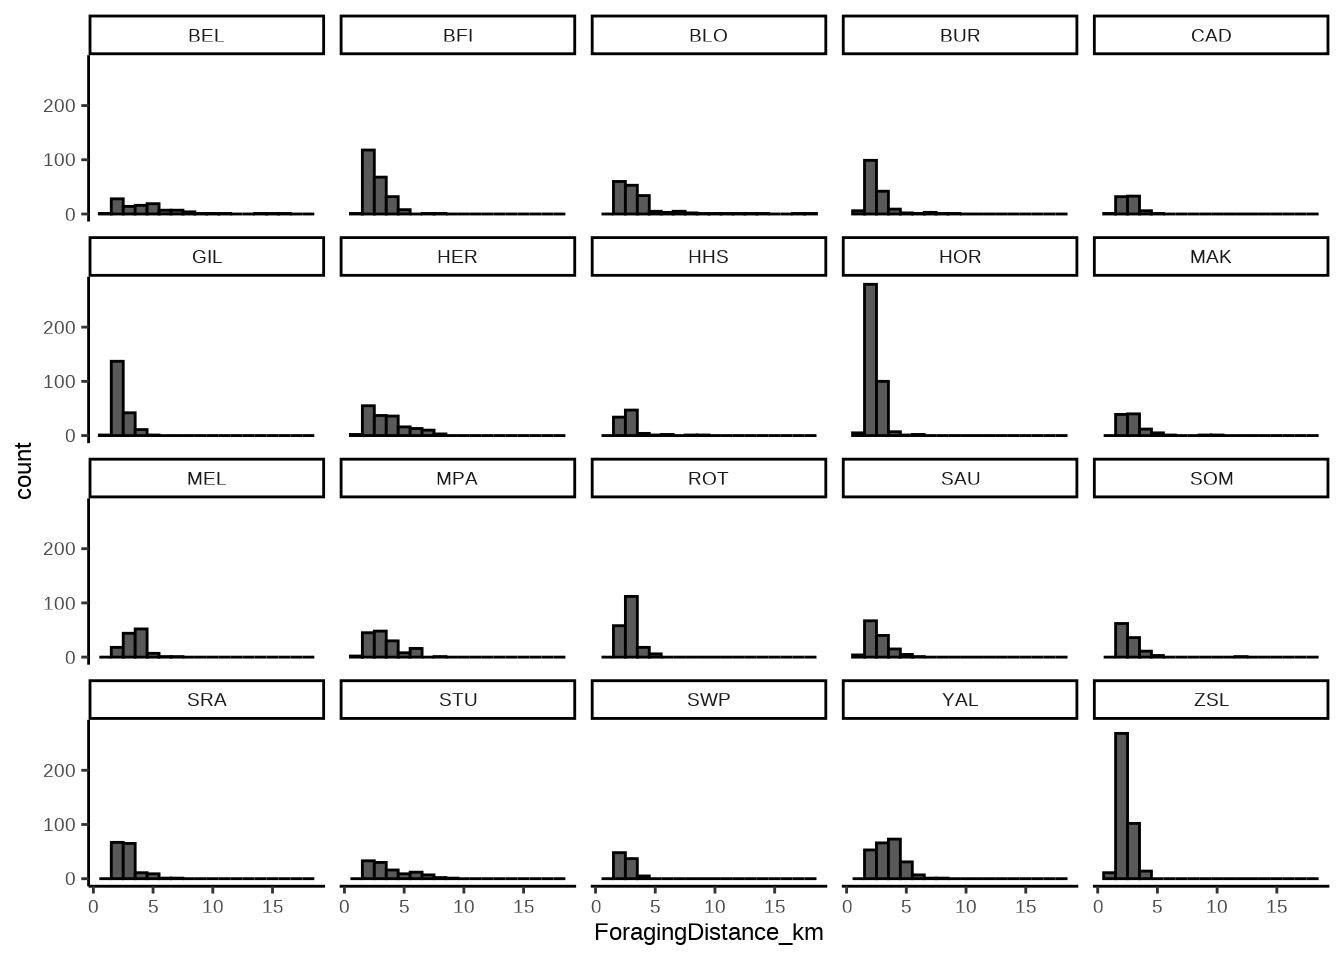 BEL BFI BLO BUR CAD
200
100
0
GIL HER HHS HOR MAK
200
100
0
count
MEL MPA ROT SAU SOM
200
100
0
SRA STU SWP YAL ZSL
200
100
0
0 5 10 15 0 5 10 15 0 5 10 15 0 5 10 15 0 5 10 15
ForagingDistance_km